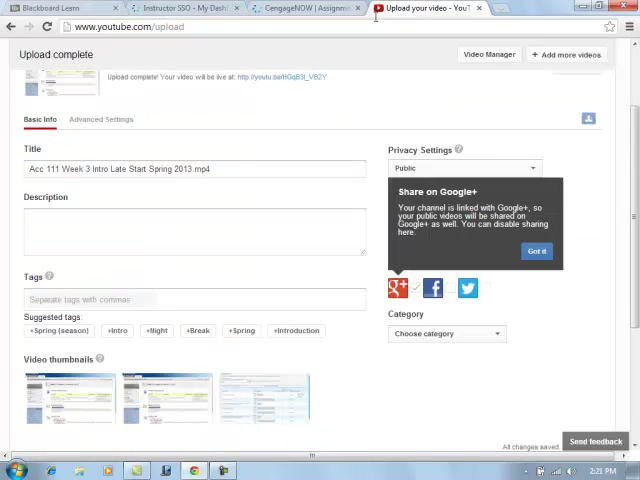 Blackboard Learn
Instructor SSO - My Dash
CengageNOW | Assignme
Upload your video - YouT
www.youtube.com/upload
Upload complete
Video Manager
+ Add more videos
Upload complete! Your video will be live at: http://youtu.be/HGqB3I_VB2Y
Basic Info
Advanced Settings
Title
Acc 111 Week 3 Intro Late Start Spring 2013.mp4
Description
Tags
Separate tags with commas
Suggested tags:
+Spring (season)
+Intro
+Night
+Break
+Spring
+Introduction
Video thumbnails
Privacy Settings
Public
Share on Google+
Your channel is linked with Google+, so
your public videos will be shared on
Google+ as well. You can disable sharing
here.
Got it
g+
f
Category
Choose category
All changes saved.
Send feedback
2:21 PM